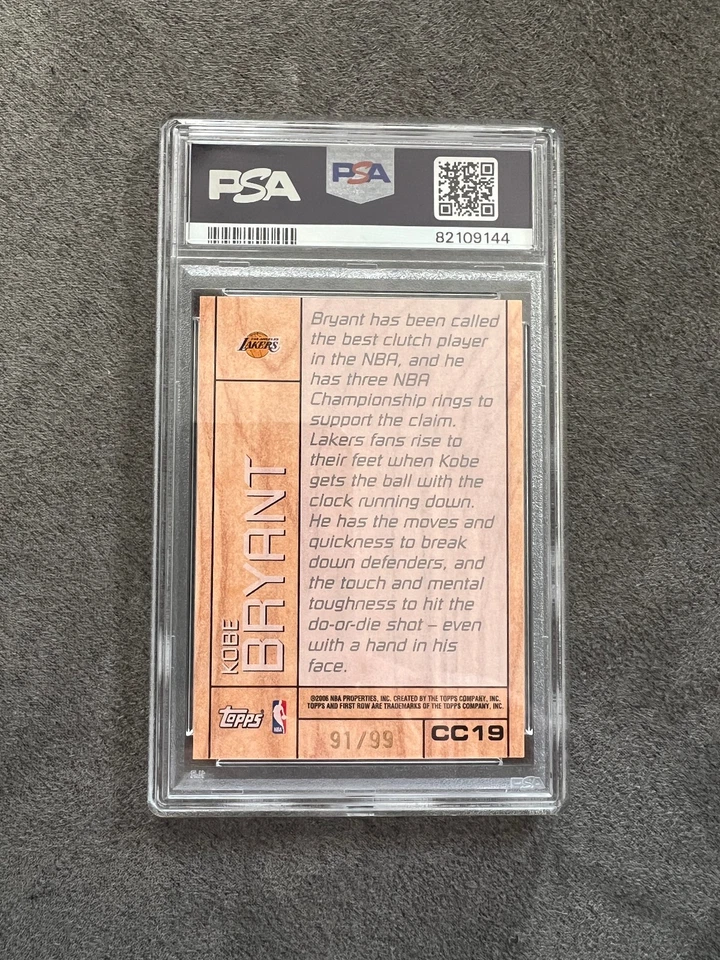 PSA
PSA
82109144
LOS ANGELES
LAKERS
KOBE
BRYANT
Bryant has been called
the best clutch player
in the NBA, and he
has three NBA
Championship rings to
support the claim.
Lakers fans rise to
their feet when Kobe
gets the ball with the
clock running down.
He has the moves and
quickness to break
down defenders, and
the touch and mental
toughness to hit the
do-or-die shot – even
with a hand in his
face.
©2006 NBA PROPERTIES, INC. CREATED BY THE TOPPS COMPANY, INC.
TOPPS AND FIRST ROW ARE TRADEMARKS OF THE TOPPS COMPANY, INC.
Topps
NBA
91/99
CC19
PSA